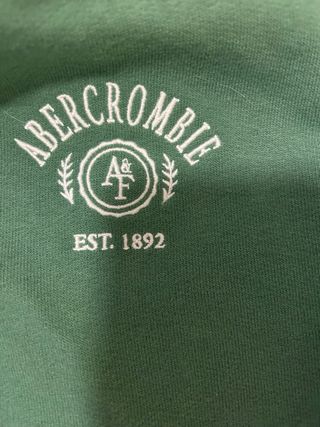 ABERCROMBIE
A&F
EST. 1892